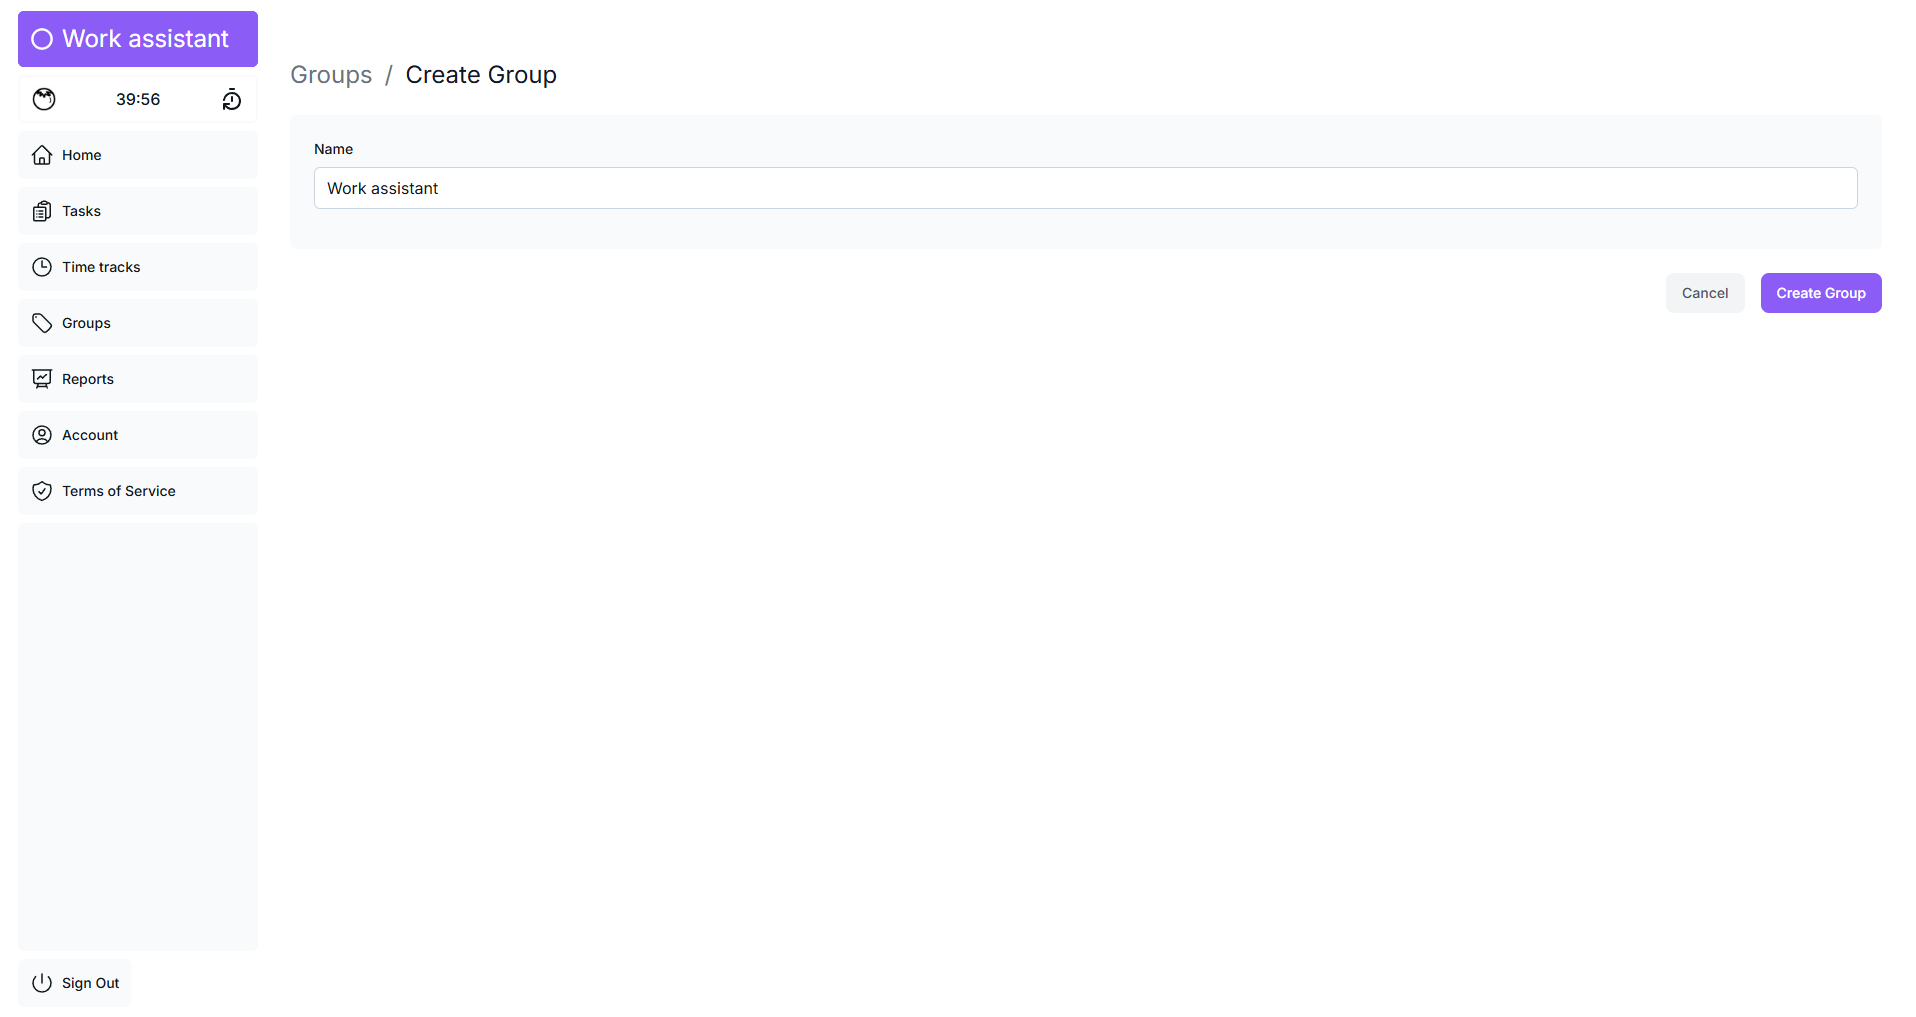 Work assistant
39:56
Home
Tasks
Time tracks
Groups
Reports
Account
Terms of Service
Sign Out
Groups / Create Group
Name
Work assistant
Cancel
Create Group